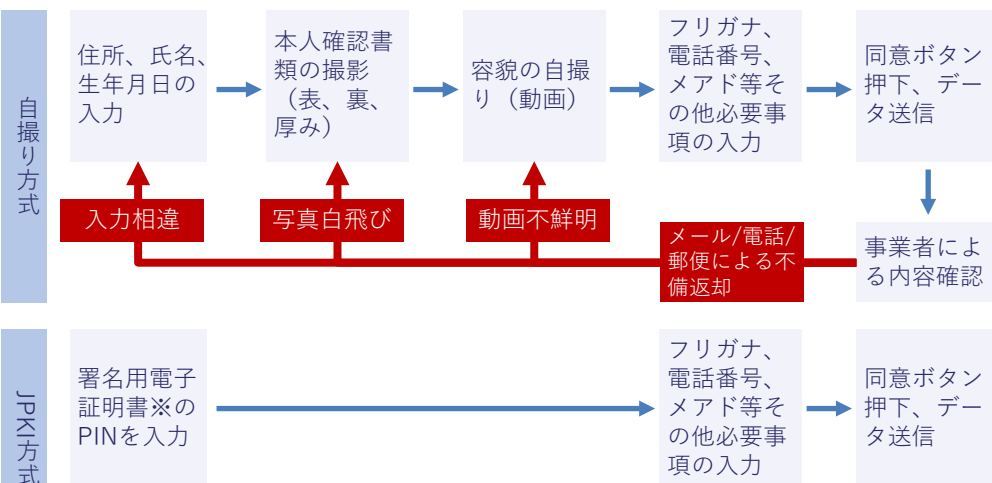 自撮り方式
住所、氏名、
生年月日の
入力
本人確認書
類の撮影
（表、裏、
厚み）
容貌の自撮
り（動画）
フリガナ、
電話番号、
メアド等そ
の他必要事
項の入力
同意ボタン
押下、デー
タ送信
入力相違
写真白飛び
動画不鮮明
メール/電話/
郵便による不
備返却
事業者によ
る内容確認
JPKI方式
署名用電子
証明書※の
PINを入力
フリガナ、
電話番号、
メアド等そ
の他必要事
項の入力
同意ボタン
押下、デー
タ送信